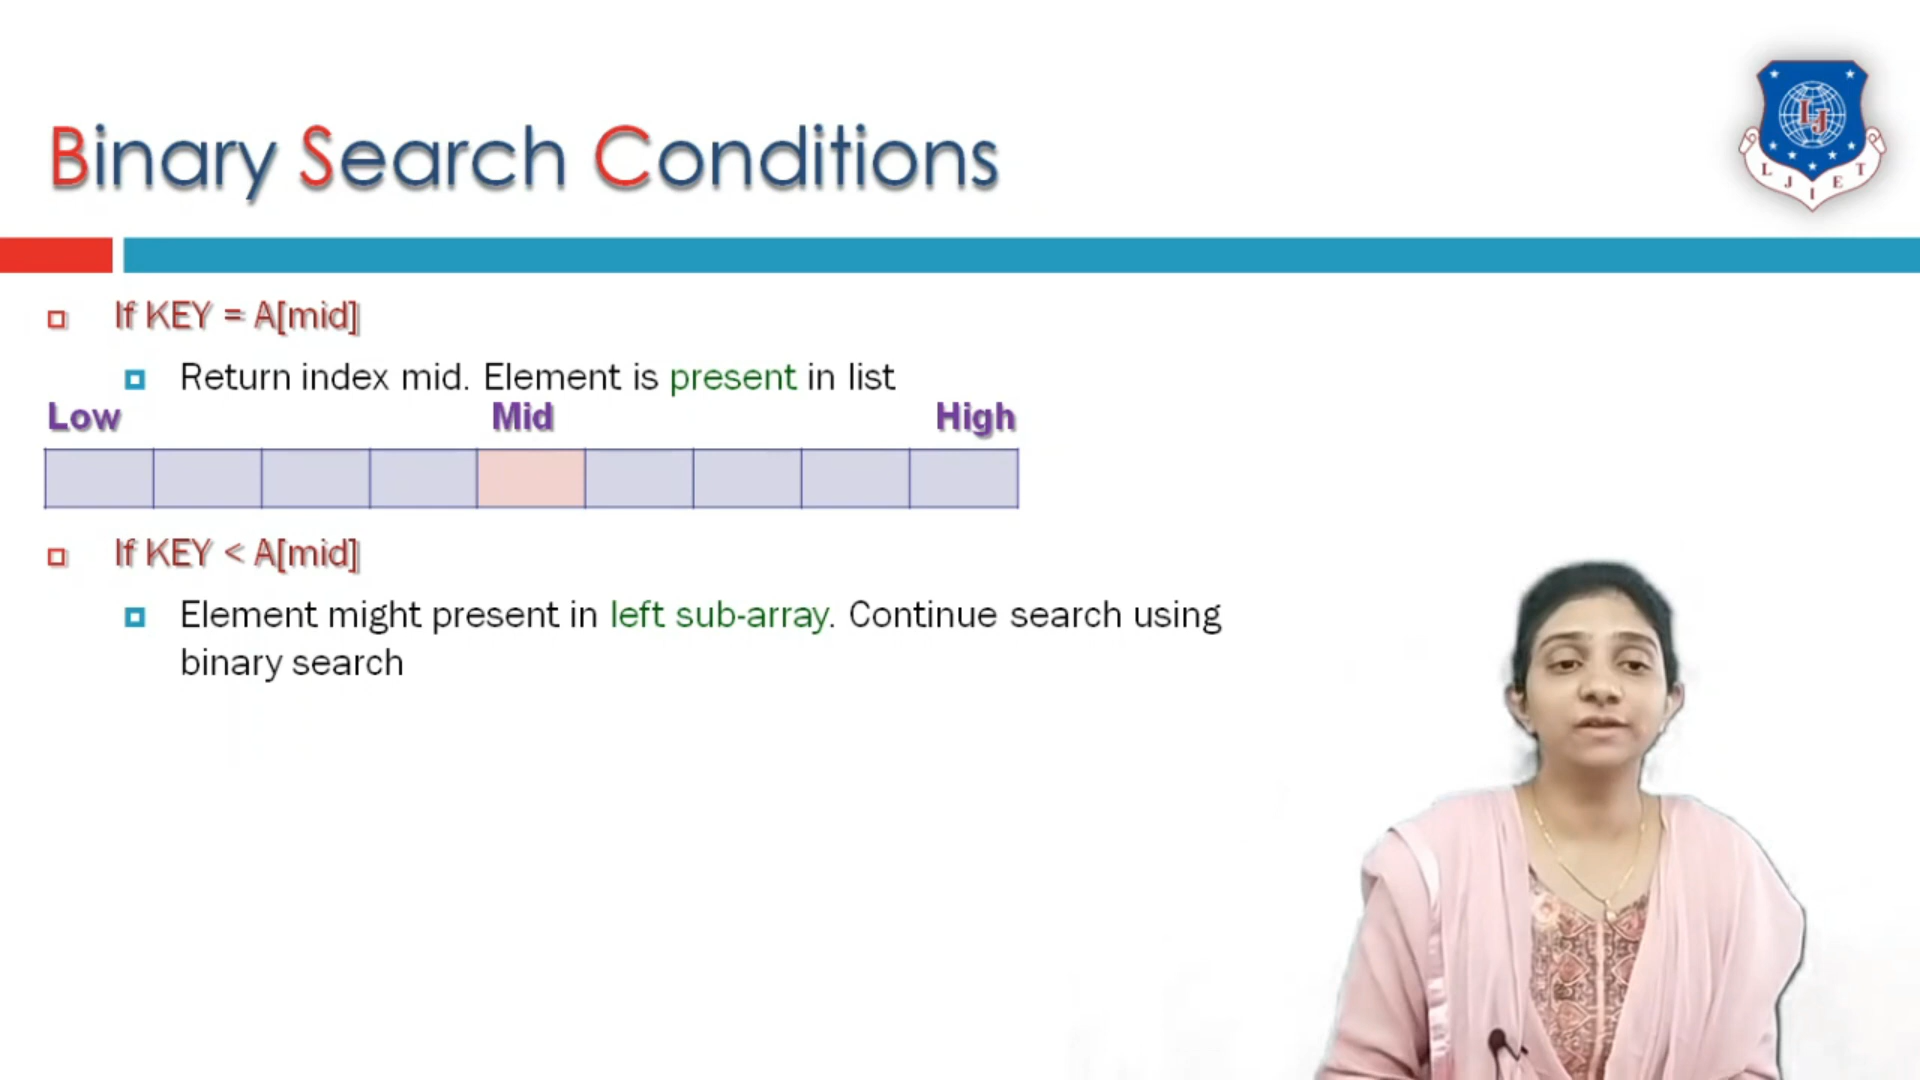 Binary Search Conditions
LJ
L J I E T
If KEY = A[mid]
Return index mid. Element is present in list
Low Mid High
If KEY < A[mid]
Element might present in left sub-array. Continue search using
binary search